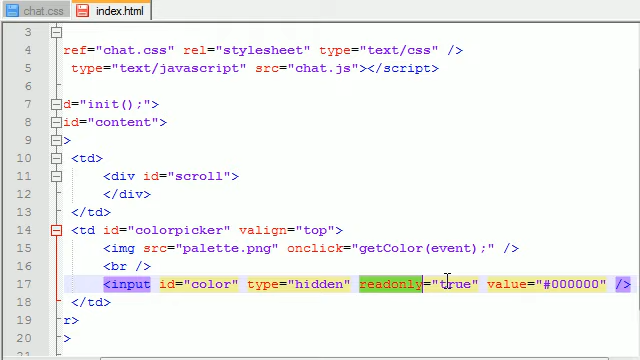 chat.css index.html
3
4 ref="chat.css" rel="stylesheet" type="text/css" />
5 type="text/javascript" src="chat.js"></script>
6
7 d="init();">
8 id="content">
9 >
10 <td>
11 <div id="scroll">
12 </div>
13 </td>
14 <td id="colorpicker" valign="top">
15 <img src="palette.png" onclick="getColor(event);" />
16 <br />
17 <input id="color" type="hidden" readonly="true" value="#000000" />
18 </td>
19 r>
20 >
21